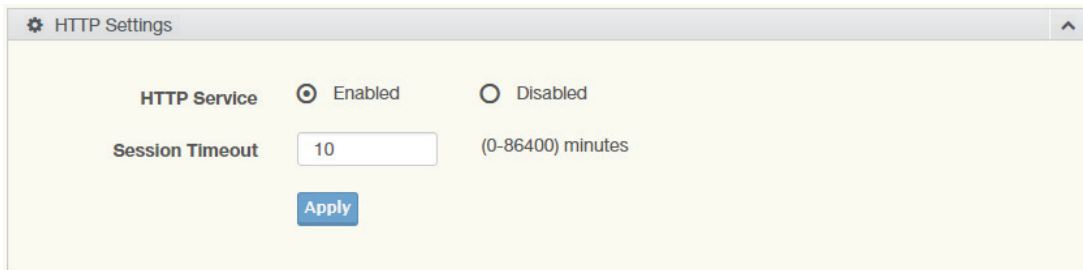 HTTP Settings
HTTP Service Enabled Disabled
Session Timeout 10 (0-86400) minutes
Apply